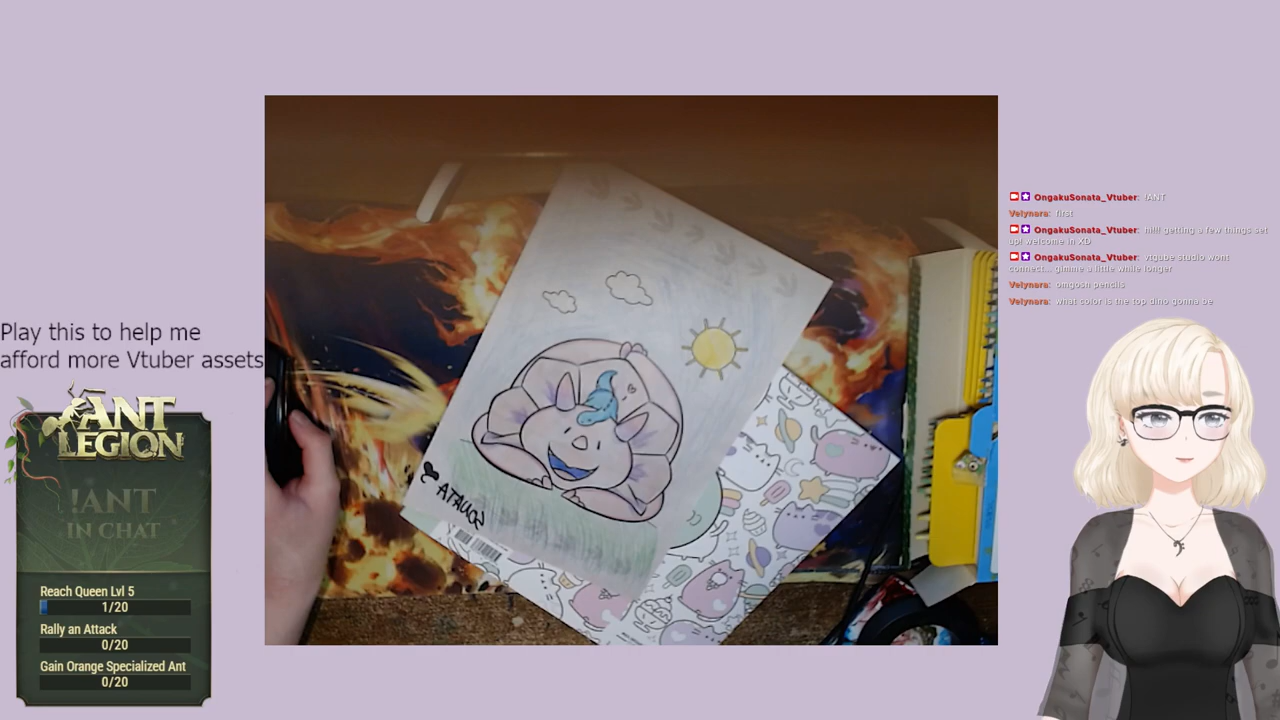 Play this to help me
afford more Vtuber assets
ANT
LEGION
!ANT
IN CHAT
Reach Queen Lvl 5
1/20
Rally an Attack
0/20
Gain Orange Specialized Ant
0/20
SONATA
OngakuSonata_Vtuber: !ANT
Velynara: first
OngakuSonata_Vtuber: hi!!! getting a few things set
up! welcome in XD
OngakuSonata_Vtuber: vtgube studio wont
connect... gimme a little while longer
Velynara: omgosh pencils
Velynara: what color is the top dino gonna be